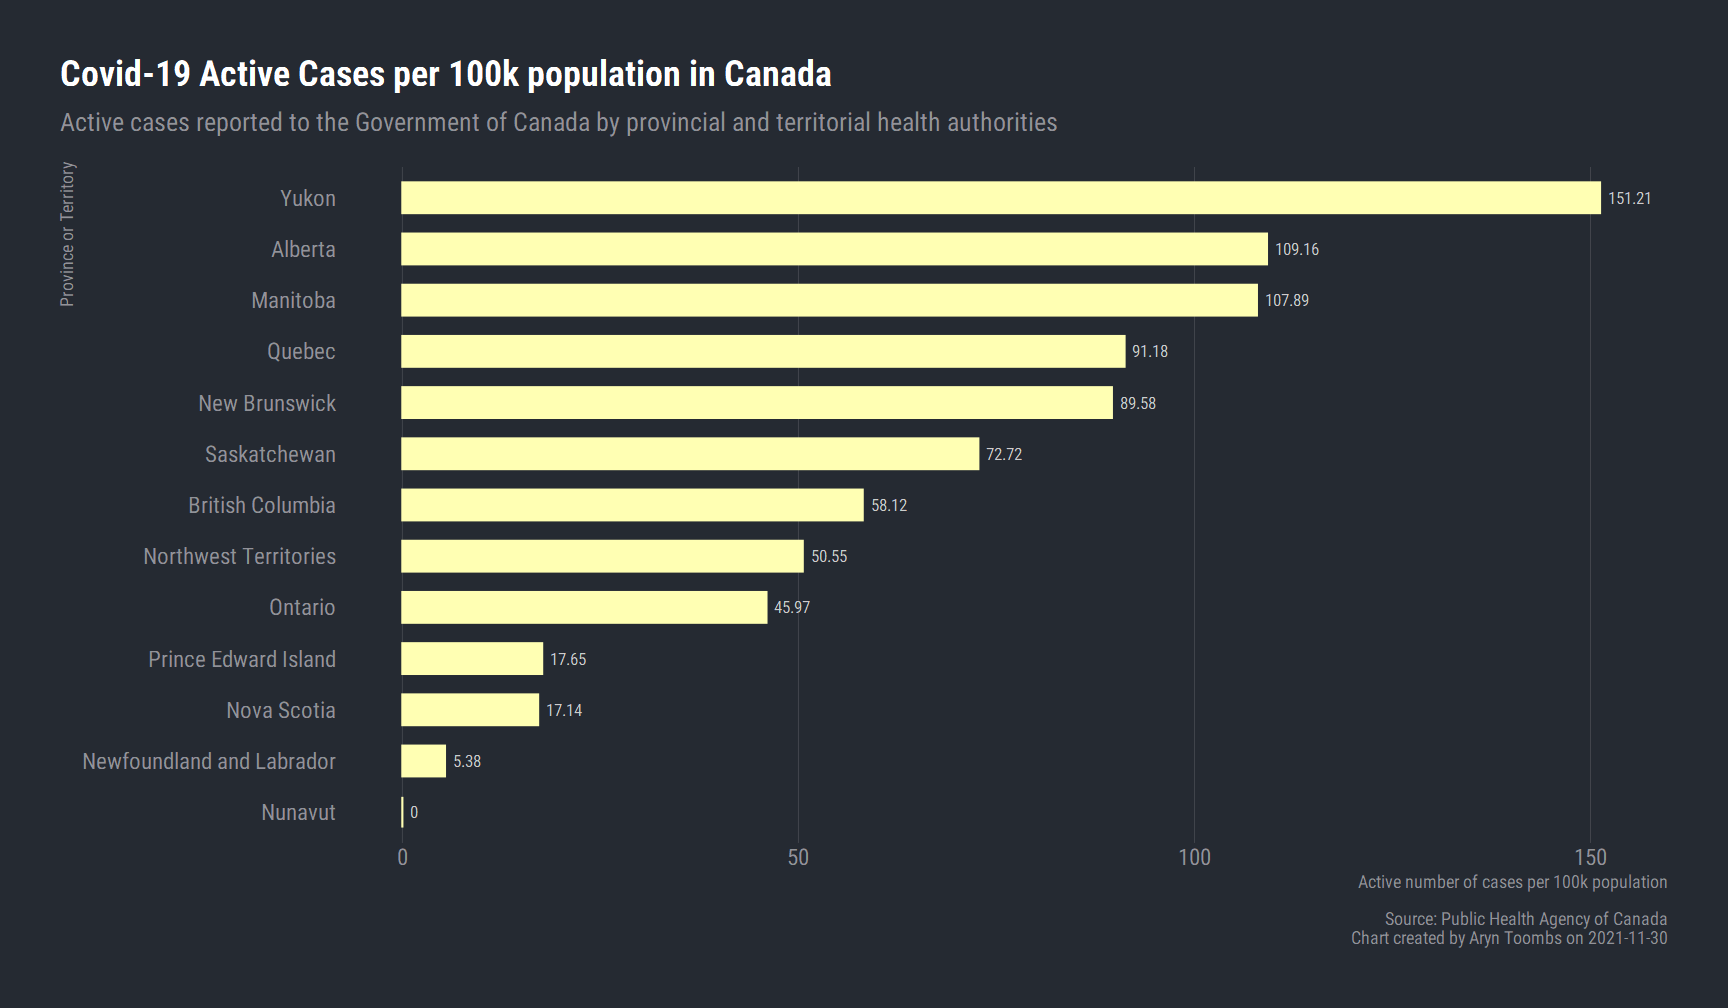 Covid-19 Active Cases per 100k population in Canada
Active cases reported to the Government of Canada by provincial and territorial health authorities
Province or Territory
Yukon 151.21
Alberta 109.16
Manitoba 107.89
Quebec 91.18
New Brunswick 89.58
Saskatchewan 72.72
British Columbia 58.12
Northwest Territories 50.55
Ontario 45.97
Prince Edward Island 17.65
Nova Scotia 17.14
Newfoundland and Labrador 5.38
Nunavut 0
0 50 100 150
Active number of cases per 100k population
Source: Public Health Agency of Canada
Chart created by Aryn Toombs on 2021-11-30